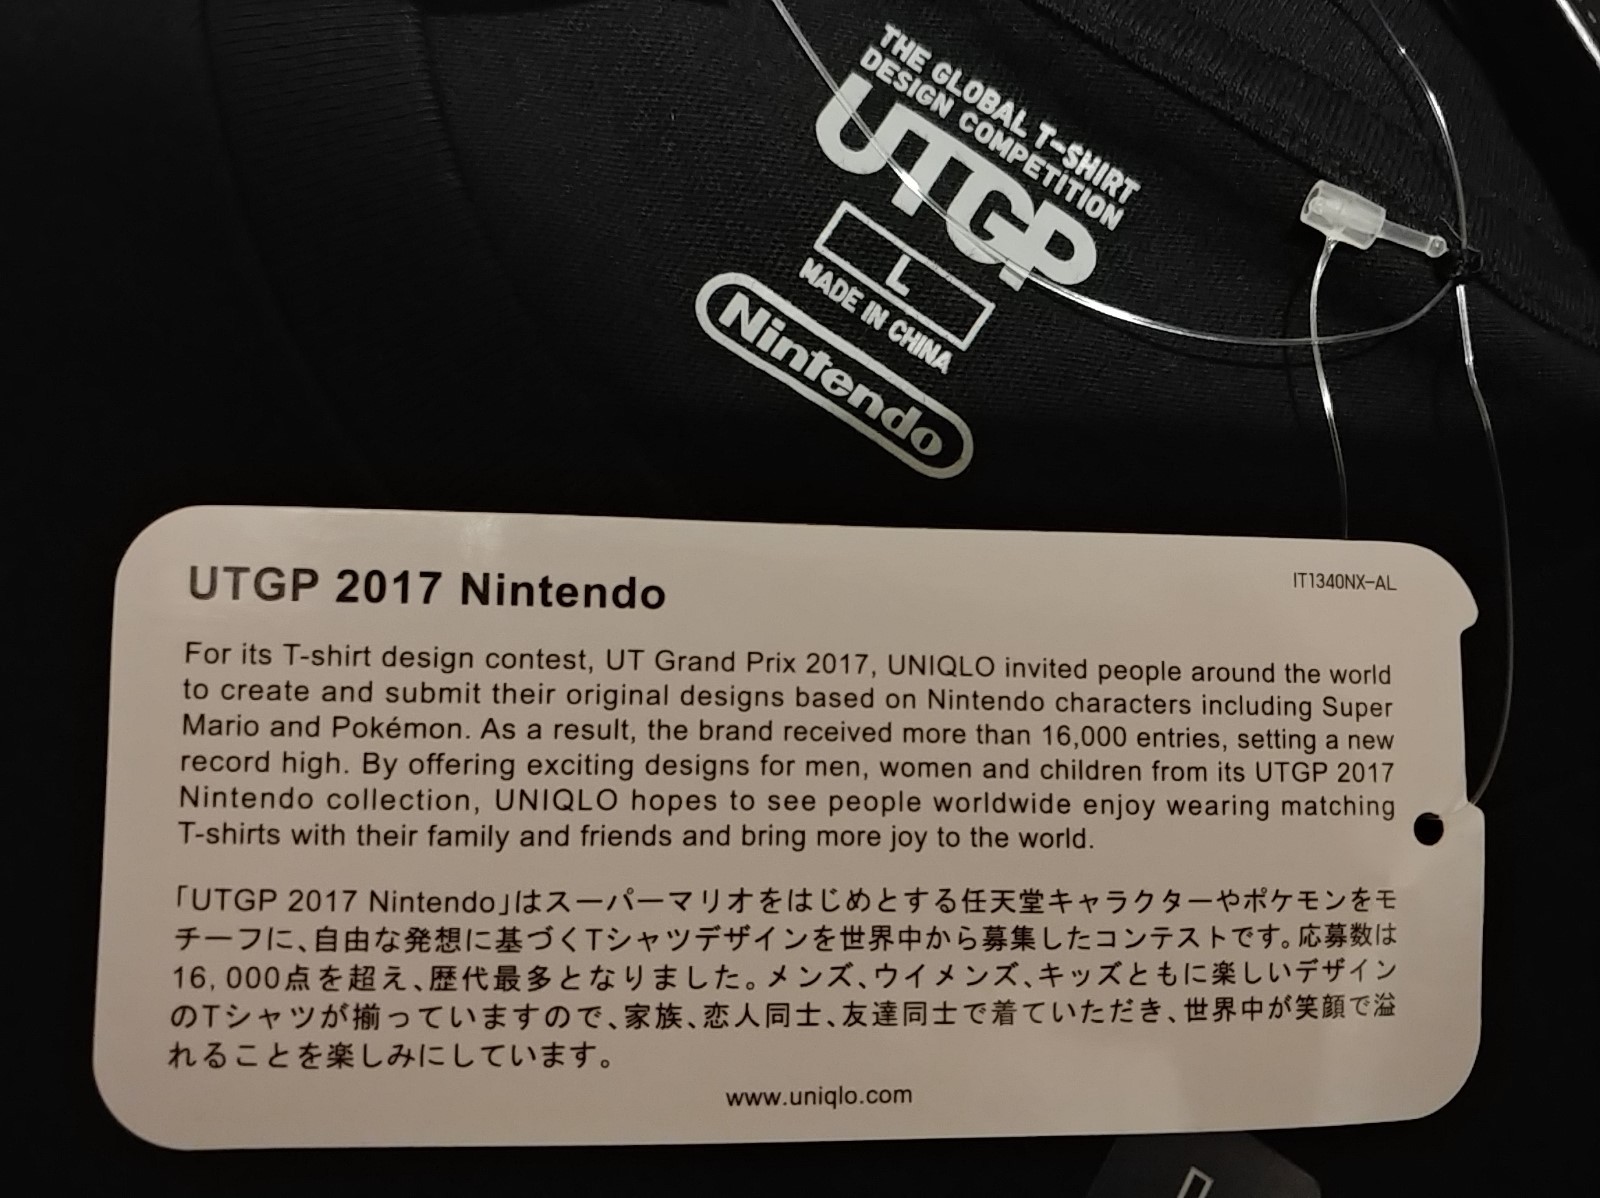 THE GLOBAL T-SHIRT
DESIGN COMPETITION
UTGP
L
MADE IN CHINA
Nintendo
UTGP 2017 Nintendo
IT1340NX-AL
For its T-shirt design contest, UT Grand Prix 2017, UNIQLO invited people around the world
to create and submit their original designs based on Nintendo characters including Super
Mario and Pokémon. As a result, the brand received more than 16,000 entries, setting a new
record high. By offering exciting designs for men, women and children from its UTGP 2017
Nintendo collection, UNIQLO hopes to see people worldwide enjoy wearing matching
T-shirts with their family and friends and bring more joy to the world.
「UTGP 2017 Nintendo」はスーパーマリオをはじめとする任天堂キャラクターやポケモンをモ
チーフに、自由な発想に基づくTシャツデザインを世界中から募集したコンテストです。応募数は
16,000点を超え、歴代最多となりました。メンズ、ウイメンズ、キッズともに楽しいデザイン
のTシャツが揃っていますので、家族、恋人同士、友達同士で着ていただき、世界中が笑顔で溢
れることを楽しみにしています。
www.uniqlo.com